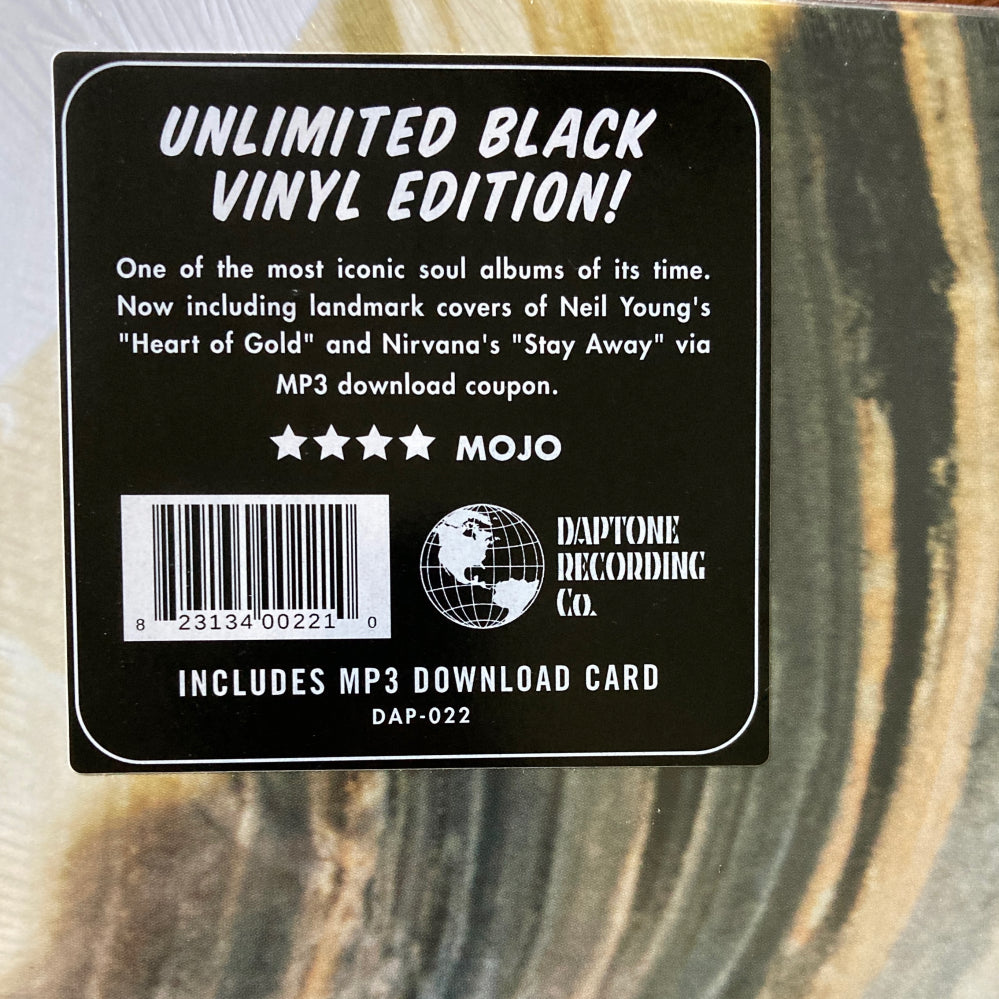 UNLIMITED BLACK
VINYL EDITION!
One of the most iconic soul albums of its time.
Now including landmark covers of Neil Young's
"Heart of Gold" and Nirvana's "Stay Away" via
MP3 download coupon.
★★★★ MOJO
DAPTONE
RECORDING
Co.
8 23134 00221 0
INCLUDES MP3 DOWNLOAD CARD
DAP-022